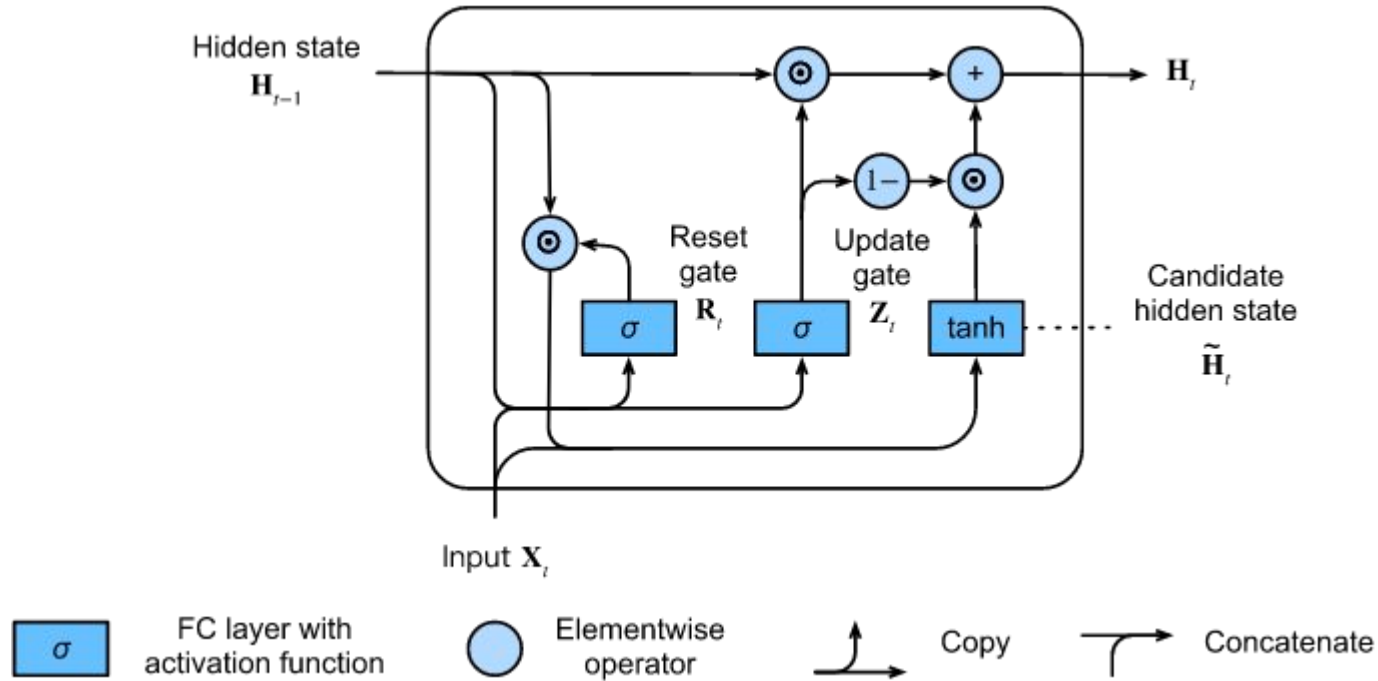 Hidden state
H_{t−1}
H_t
1−
+
Reset
gate
R_t
Update
gate
Z_t
σ
σ
tanh
Candidate
hidden state
H̃_t
Input X_t
σ
FC layer with
activation function
Elementwise
operator
Copy
Concatenate